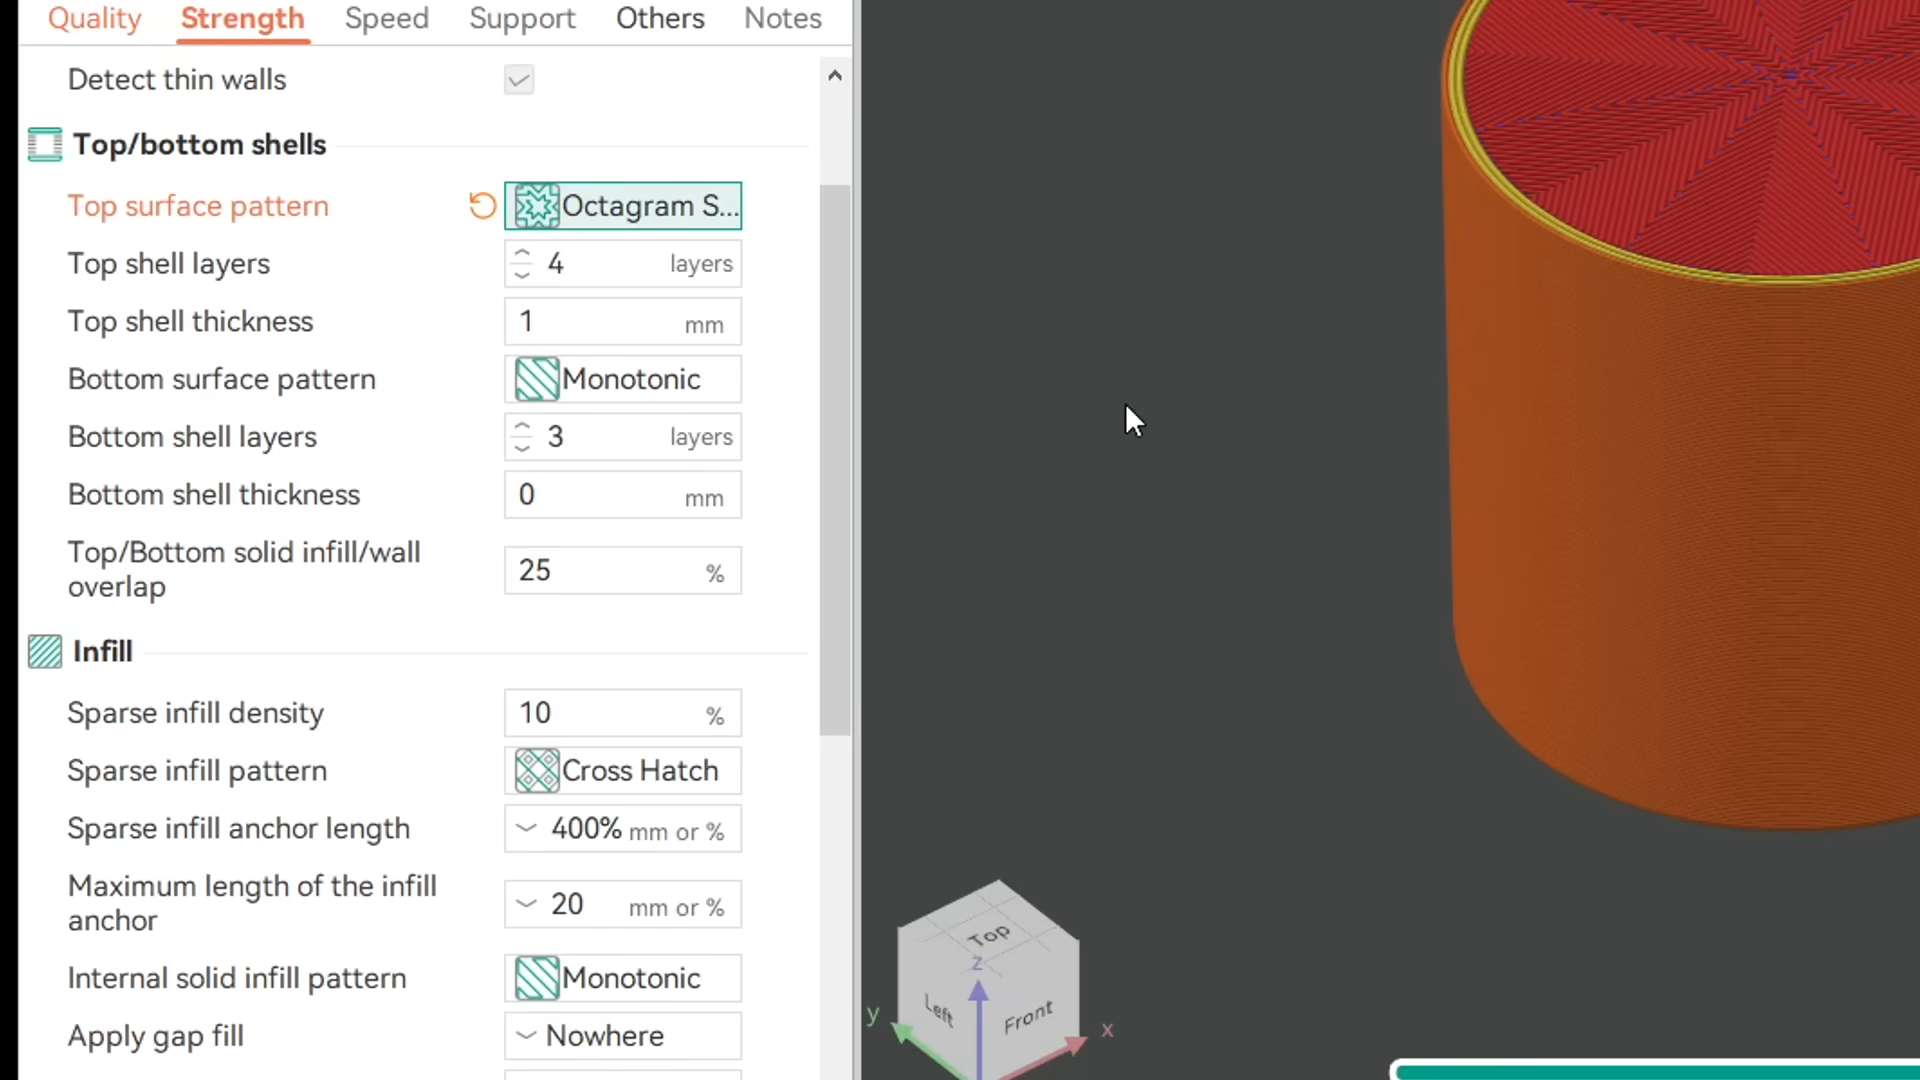 Quality Strength Speed Support Others Notes
Detect thin walls
Top/bottom shells
Top surface pattern Octagram S...
Top shell layers 4 layers
Top shell thickness 1 mm
Bottom surface pattern Monotonic
Bottom shell layers 3 layers
Bottom shell thickness 0 mm
Top/Bottom solid infill/wall
overlap 25 %
Infill
Sparse infill density 10 %
Sparse infill pattern Cross Hatch
Sparse infill anchor length 400% mm or %
Maximum length of the infill
anchor 20 mm or %
Internal solid infill pattern Monotonic
Apply gap fill Nowhere
Top
z
Left Front
y x